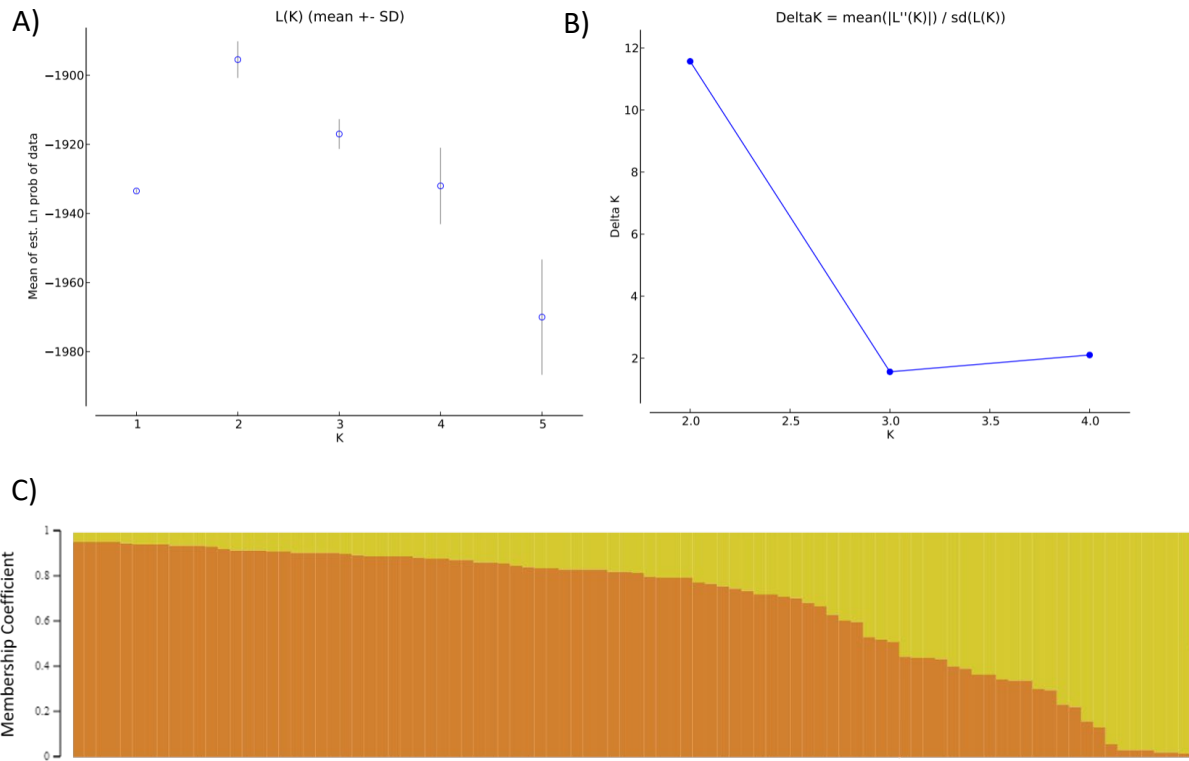 A)
L(K) (mean +- SD)
Mean of est. Ln prob of data
−1900
−1920
−1940
−1960
−1980
1 2 3 4 5
K
B)
DeltaK = mean(|L''(K)|) / sd(L(K))
Delta K
12
10
8
6
4
2
2.0 2.5 3.0 3.5 4.0
K
C)
Membership Coefficient
1
0.8
0.6
0.4
0.2
0